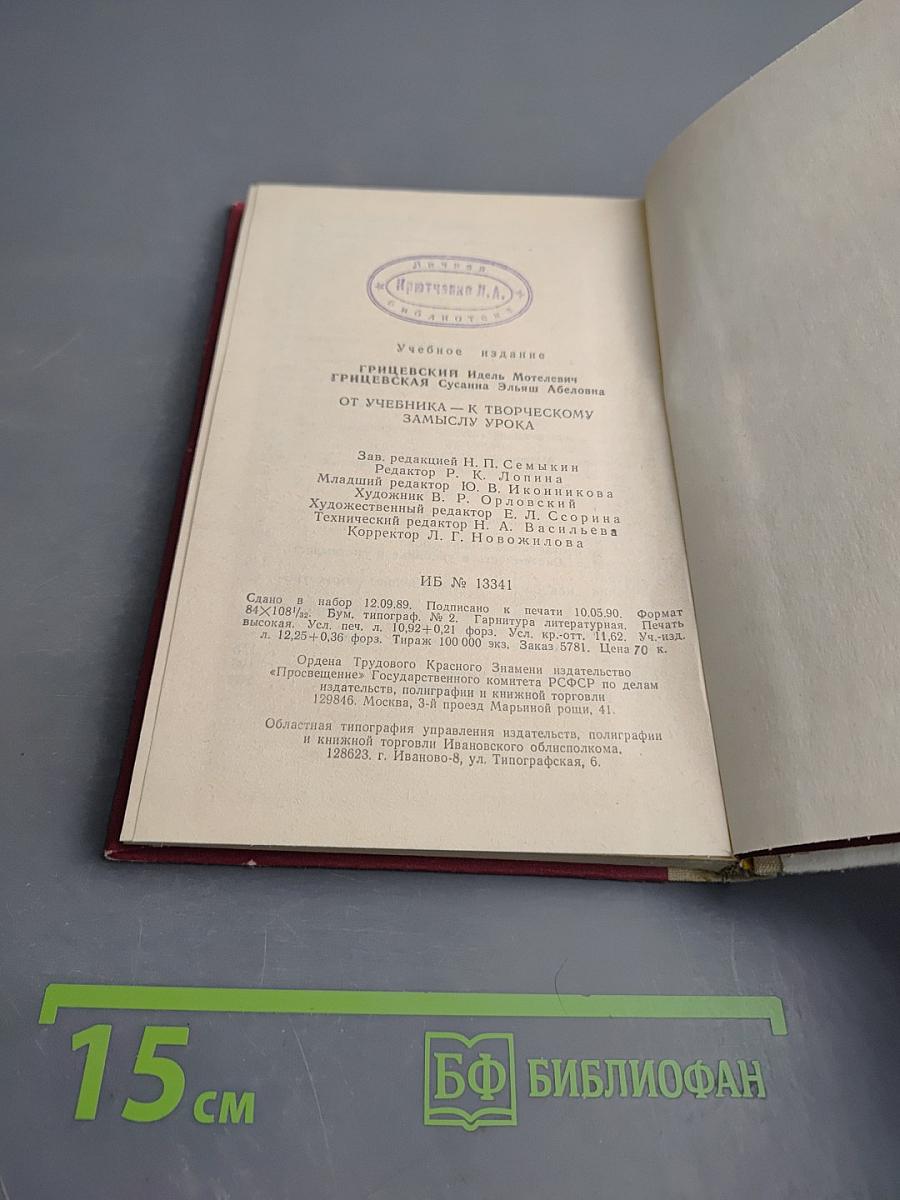 Личная
Крютченко Н.А.
библиотека
Учебное издание
ГРИЦЕВСКИЙ Идель Мотелевич
ГРИЦЕВСКАЯ Сусанна Эльяш Абеловна
ОТ УЧЕБНИКА — К ТВОРЧЕСКОМУ
ЗАМЫСЛУ УРОКА
Зав. редакцией Н. П. Семыкин
Редактор Р. К. Лопина
Младший редактор Ю. В. Иконникова
Художник В. Р. Орловский
Художественный редактор Е. Л. Ссорина
Технический редактор Н. А. Васильева
Корректор Л. Г. Новожилова
ИБ № 13341
Сдано в набор 12.09.89. Подписано к печати 10.05.90. Формат
84×108¹/₃₂. Бум. типограф. № 2. Гарнитура литературная. Печать
высокая. Усл. печ. л. 10,92+0,21 форз. Усл. кр.-отт. 11,62. Уч.-изд.
л. 12,25+0,36 форз. Тираж 100 000 экз. Заказ 5781. Цена 70 к.
Ордена Трудового Красного Знамени издательство
«Просвещение» Государственного комитета РСФСР по делам
издательств, полиграфии и книжной торговли
129846. Москва, 3-й проезд Марьиной рощи, 41.
Областная типография управления издательств, полиграфии
и книжной торговли Ивановского облисполкома.
128623. г. Иваново-8, ул. Типографская, 6.
15 см
БФ БИБЛИОФАН